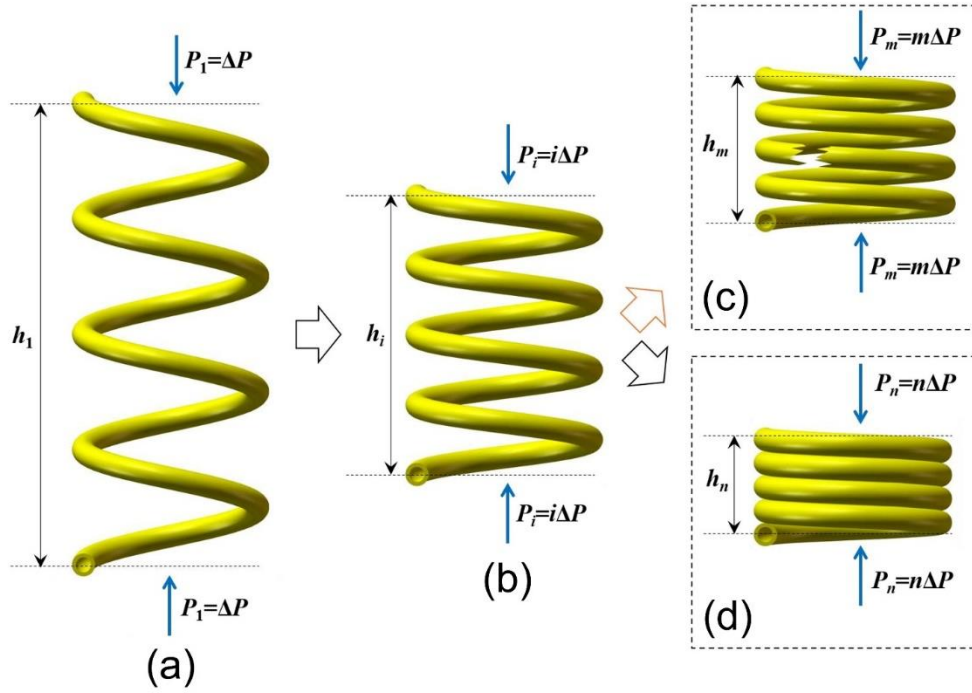 P₁=ΔP
h₁
P₁=ΔP
(a)
Pᵢ=iΔP
hᵢ
Pᵢ=iΔP
(b)
Pₘ=mΔP
hₘ
Pₘ=mΔP
(c)
Pₙ=nΔP
hₙ
Pₙ=nΔP
(d)